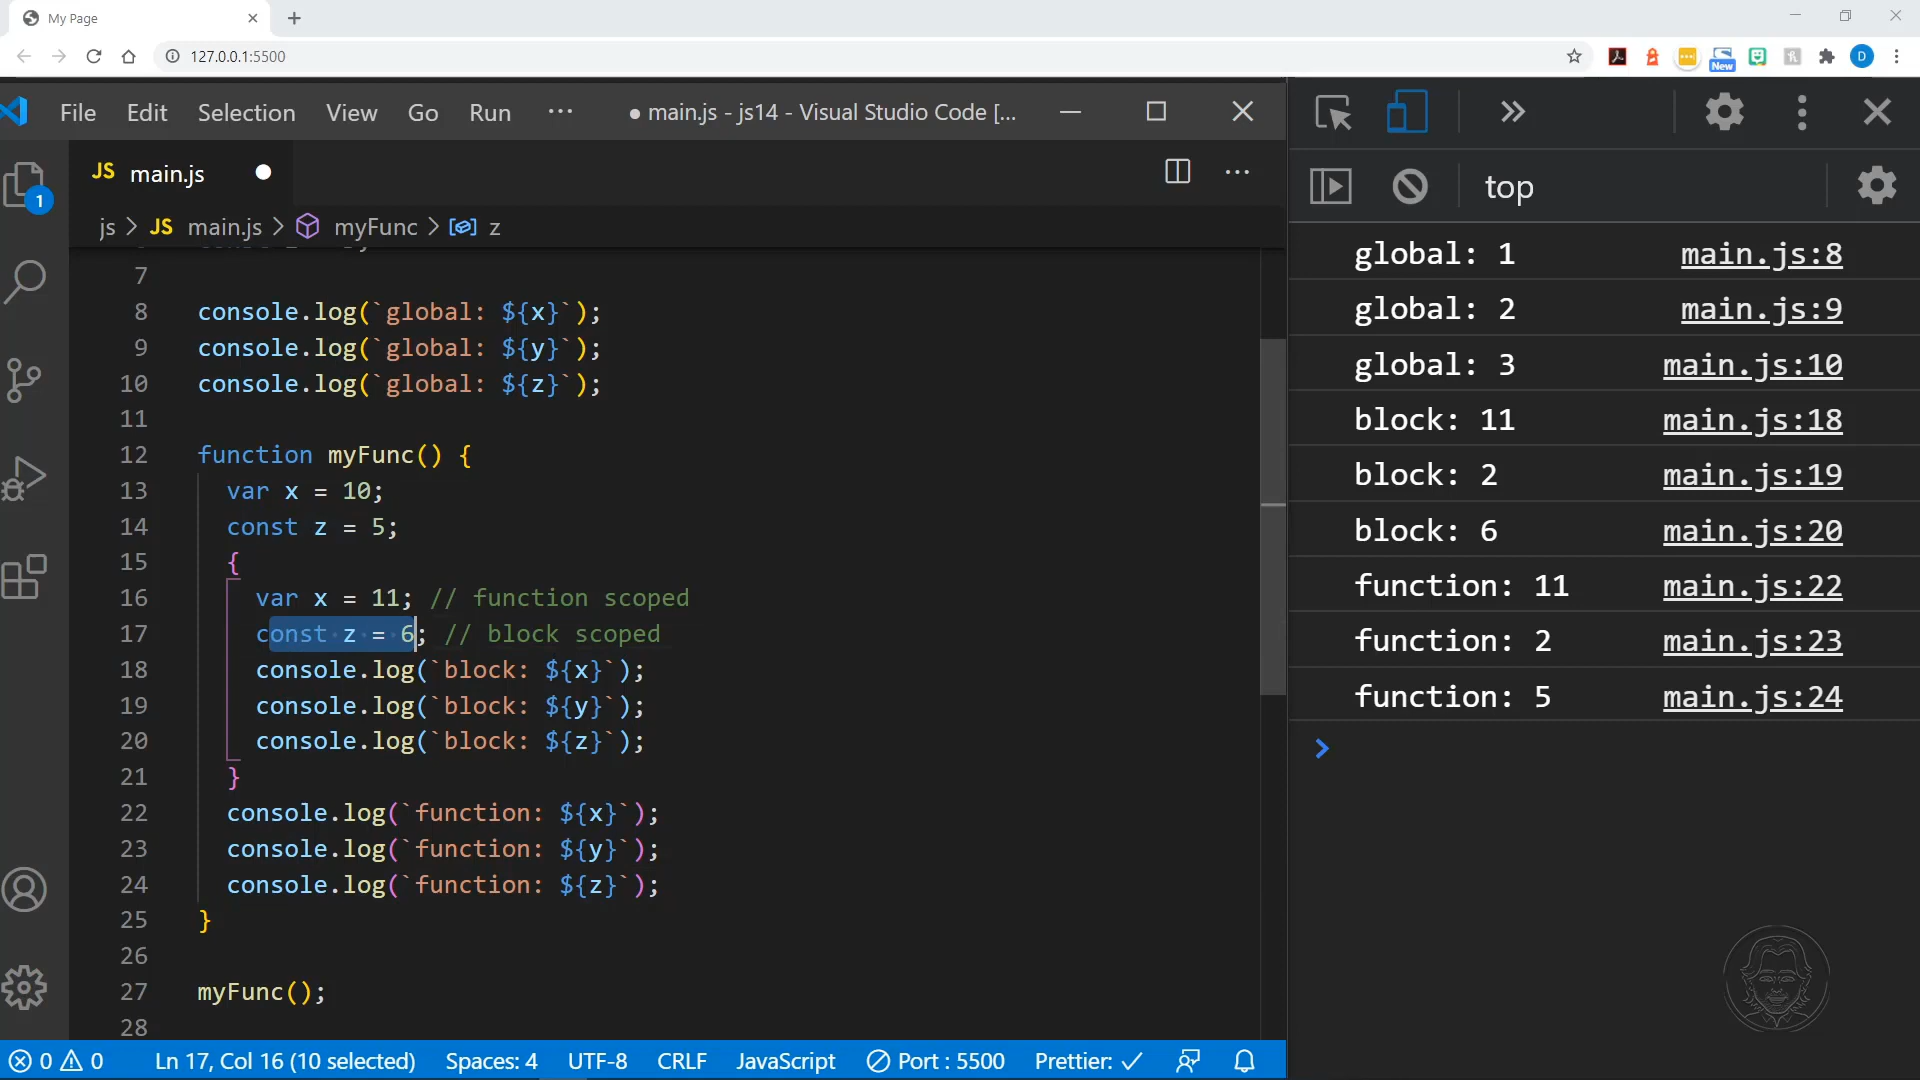 My Page
127.0.0.1:5500
New
D
File Edit Selection View Go Run ··· ● main.js - js14 - Visual Studio Code [...
1
JS main.js
js > JS main.js > myFunc > z
7
8 console.log(`global: ${x}`);
9 console.log(`global: ${y}`);
10 console.log(`global: ${z}`);
11
12 function myFunc() {
13 var x = 10;
14 const z = 5;
15 {
16 var x = 11; // function scoped
17 const z = 6; // block scoped
18 console.log(`block: ${x}`);
19 console.log(`block: ${y}`);
20 console.log(`block: ${z}`);
21 }
22 console.log(`function: ${x}`);
23 console.log(`function: ${y}`);
24 console.log(`function: ${z}`);
25 }
26
27 myFunc();
28
0 0 Ln 17, Col 16 (10 selected) Spaces: 4 UTF-8 CRLF JavaScript Port : 5500 Prettier: ✓
top
global: 1 main.js:8
global: 2 main.js:9
global: 3 main.js:10
block: 11 main.js:18
block: 2 main.js:19
block: 6 main.js:20
function: 11 main.js:22
function: 2 main.js:23
function: 5 main.js:24